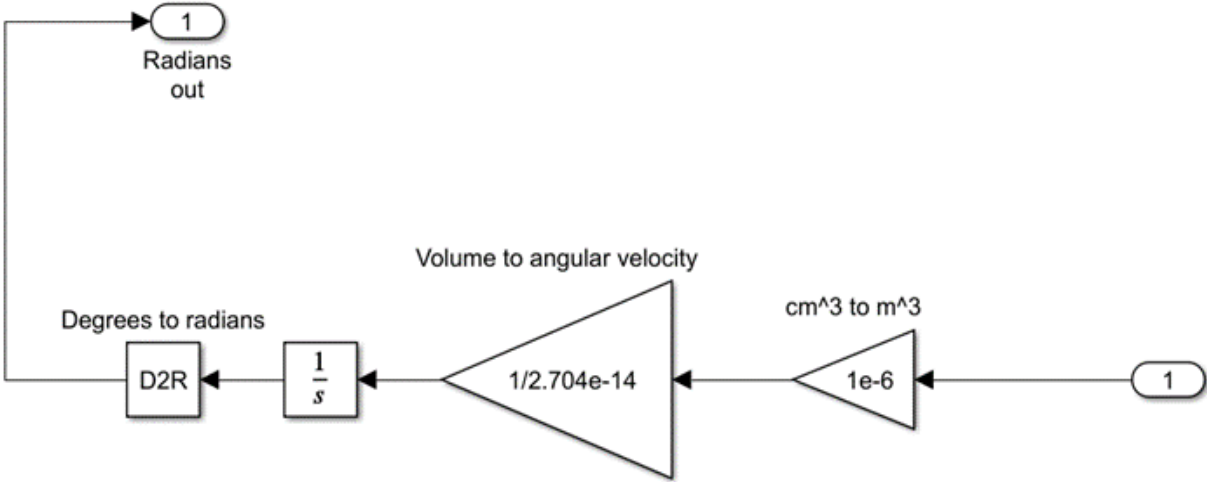 1
Radians
out
Volume to angular velocity
cm^3 to m^3
Degrees to radians
D2R
1
s
1/2.704e-14
1e-6
1